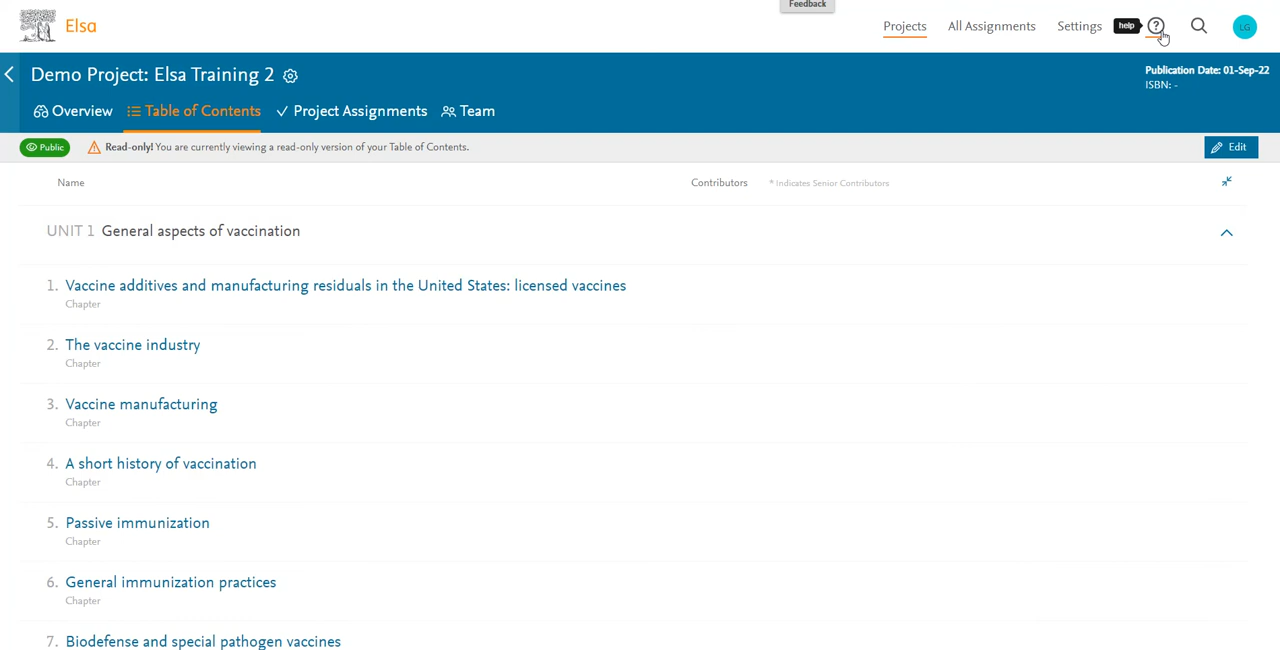 Feedback
Elsa
Projects All Assignments Settings help ? LG
Demo Project: Elsa Training 2
Publication Date: 01-Sep-22
ISBN: -
Overview Table of Contents Project Assignments Team
Public Read-only! You are currently viewing a read-only version of your Table of Contents. Edit
Name Contributors * Indicates Senior Contributors
UNIT 1 General aspects of vaccination
1. Vaccine additives and manufacturing residuals in the United States: licensed vaccines
Chapter
2. The vaccine industry
Chapter
3. Vaccine manufacturing
Chapter
4. A short history of vaccination
Chapter
5. Passive immunization
Chapter
6. General immunization practices
Chapter
7. Biodefense and special pathogen vaccines